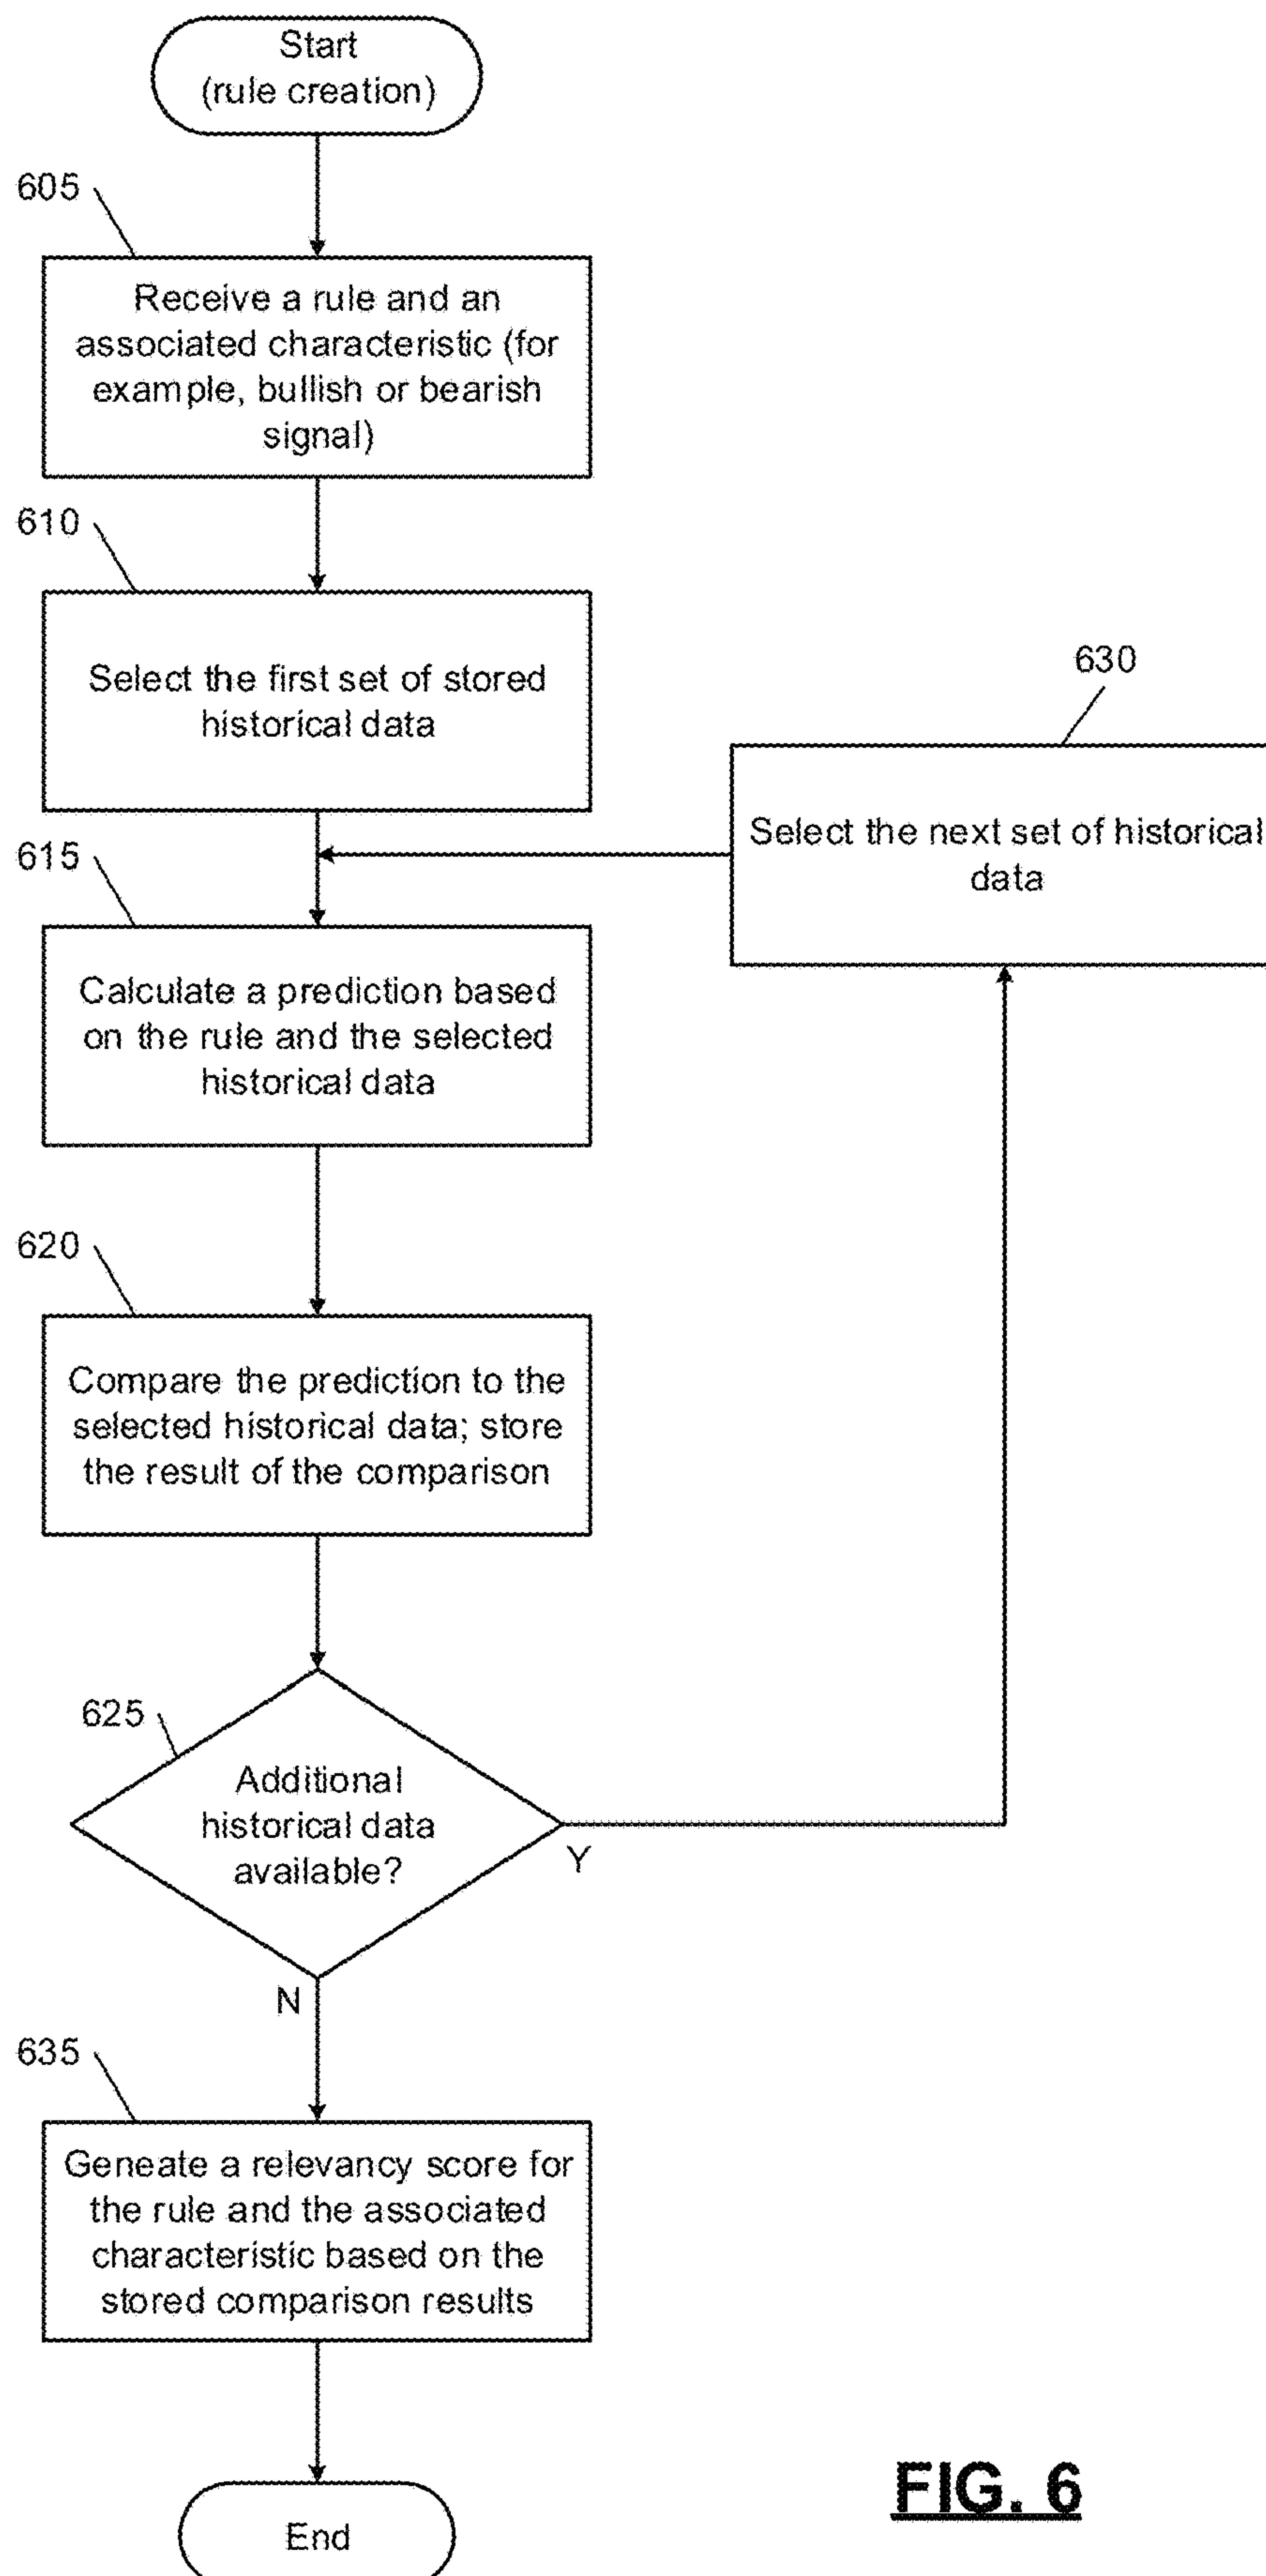 Start
(rule creation)
605
Receive a rule and an
associated characteristic (for
example, bullish or bearish
signal)
610
Select the first set of stored
historical data
630
Select the next set of historical
data
615
Calculate a prediction based
on the rule and the selected
historical data
620
Compare the prediction to the
selected historical data; store
the result of the comparison
625
Additional
historical data
available?
Y
N
635
Geneate a relevancy score for
the rule and the associated
characteristic based on the
stored comparison results
End
FIG. 6